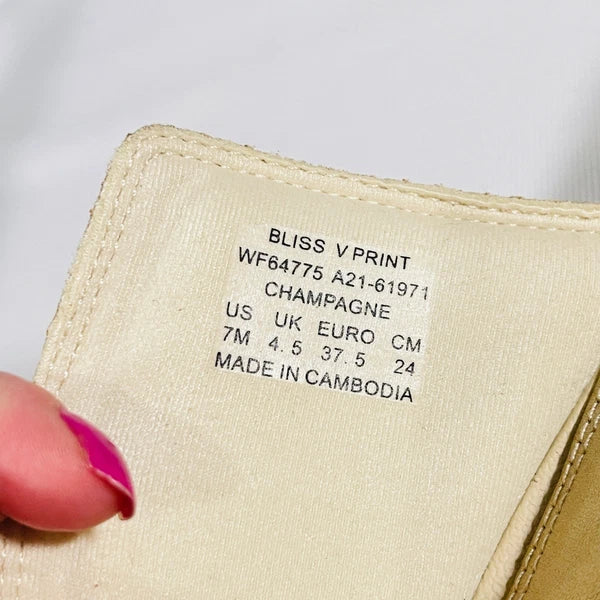 BLISS V PRINT
WF64775 A21-61971
CHAMPAGNE
US UK EURO CM
7M 4.5 37.5 24
MADE IN CAMBODIA